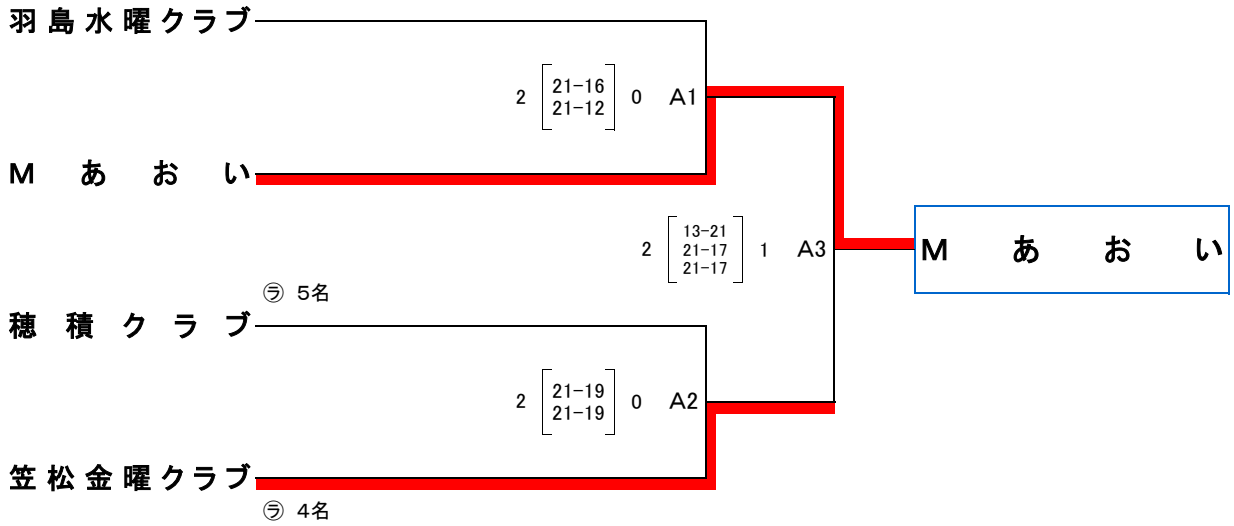 羽島水曜クラブ
2 21-16 0 A1
21-12
Mあおい
2 13-21 1 A3
21-17
21-17
Mあおい
㋶ 5名
穂積クラブ
2 21-19 0 A2
21-19
笠松金曜クラブ
㋶ 4名